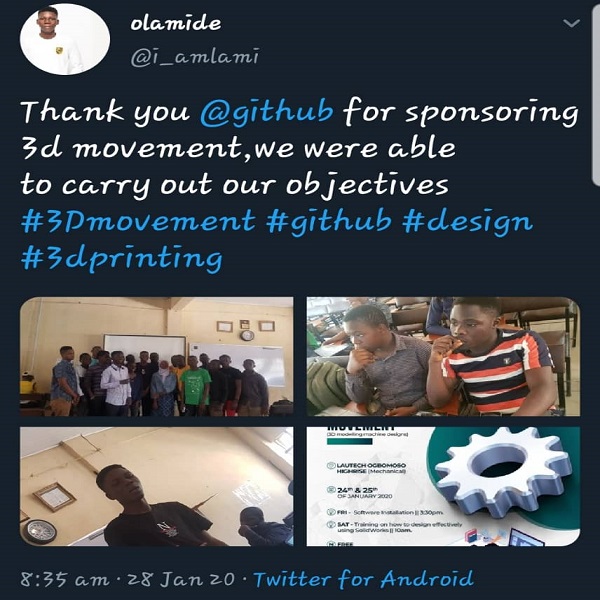 olamide
@i_amlami
Thank you @github for sponsoring
3d movement,we were able
to carry out our objectives
#3Dmovement #github #design
#3dprinting
MOVEMENT
(3D modelling,machine designs)
LAUTECH OGBOMOSO
HIGHRISE (Mechanical)
24th & 25th
OF JANUARY 2020
FRI - Software Installation || 3:30pm.
SAT - Training on how to design effectively
using SolidWorks || 10am.
FREE
8:35 am · 28 Jan 20 · Twitter for Android